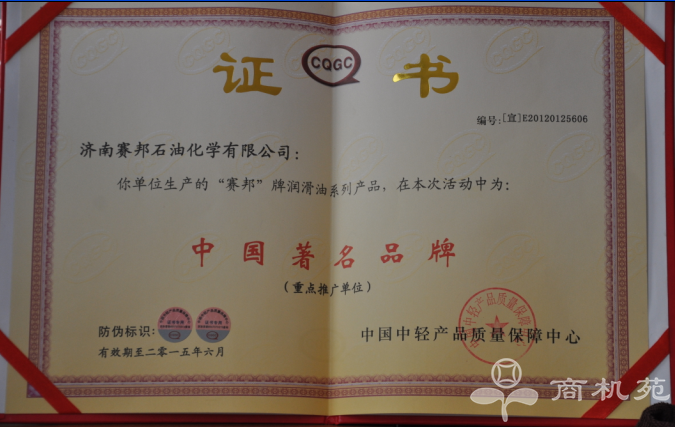 证 CQGC 书
编号:[宣]E20120125606
济南赛邦石油化学有限公司:
你单位生产的“赛邦”牌润滑油系列产品，在本次活动中为:
中国著名品牌
(重点推广单位)
防伪标识:
中国中轻产品质量保障中心
有效期至二零一五年六月
商机苑